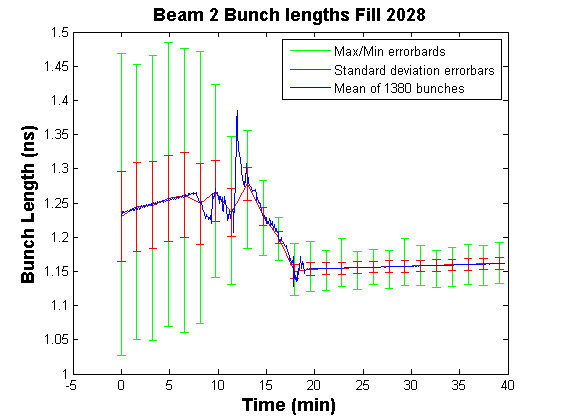 Beam 2 Bunch lengths Fill 2028
Max/Min errorbards
Standard deviation errorbars
Mean of 1380 bunches
Bunch Length (ns)
1.5
1.45
1.4
1.35
1.3
1.25
1.2
1.15
1.1
1.05
1
-5 0 5 10 15 20 25 30 35 40
Time (min)